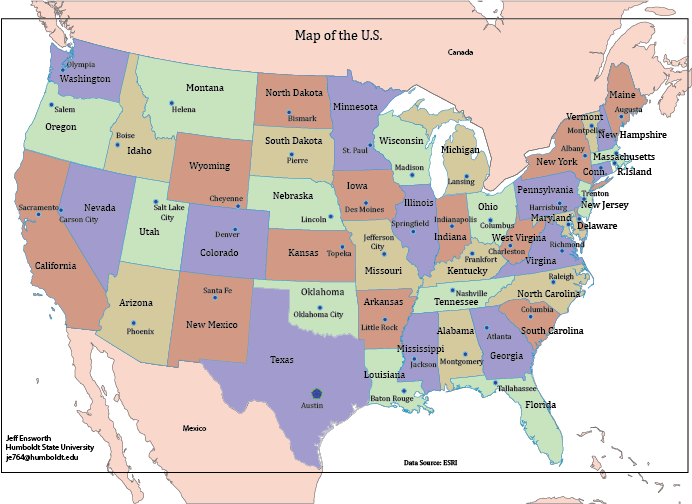 Map of the U.S.
Canada
Olympia
Washington
Salem
Oregon
Boise
Idaho
Montana
Helena
North Dakota
Bismark
South Dakota
Pierre
Minnesota
St. Paul
Wisconsin
Madison
Michigan
Lansing
Maine
Augusta
Vermont
Montpelier
New Hampshire
Albany
New York
Massachusetts
Conn.
R.Island
Wyoming
Cheyenne
Nebraska
Lincoln
Iowa
Des Moines
Illinois
Springfield
Indianapolis
Indiana
Ohio
Columbus
Pennsylvania
Harrisburg
Trenton
New Jersey
Maryland
Delaware
West Virginia
Charleston
Richmond
Virginia
Sacramento
Carson City
Nevada
California
Salt Lake
City
Utah
Denver
Colorado
Kansas
Topeka
Jefferson
City
Missouri
Frankfort
Kentucky
Raleigh
North Carolina
Nashville
Tennessee
Columbia
South Carolina
Arizona
Phoenix
Santa Fe
New Mexico
Oklahoma
Oklahoma City
Arkansas
Little Rock
Mississippi
Jackson
Alabama
Montgomery
Atlanta
Georgia
Texas
Austin
Louisiana
Baton Rouge
Tallahassee
Florida
Mexico
Jeff Ensworth
Humboldt State University
je764@humboldt.edu
Data Source: ESRI